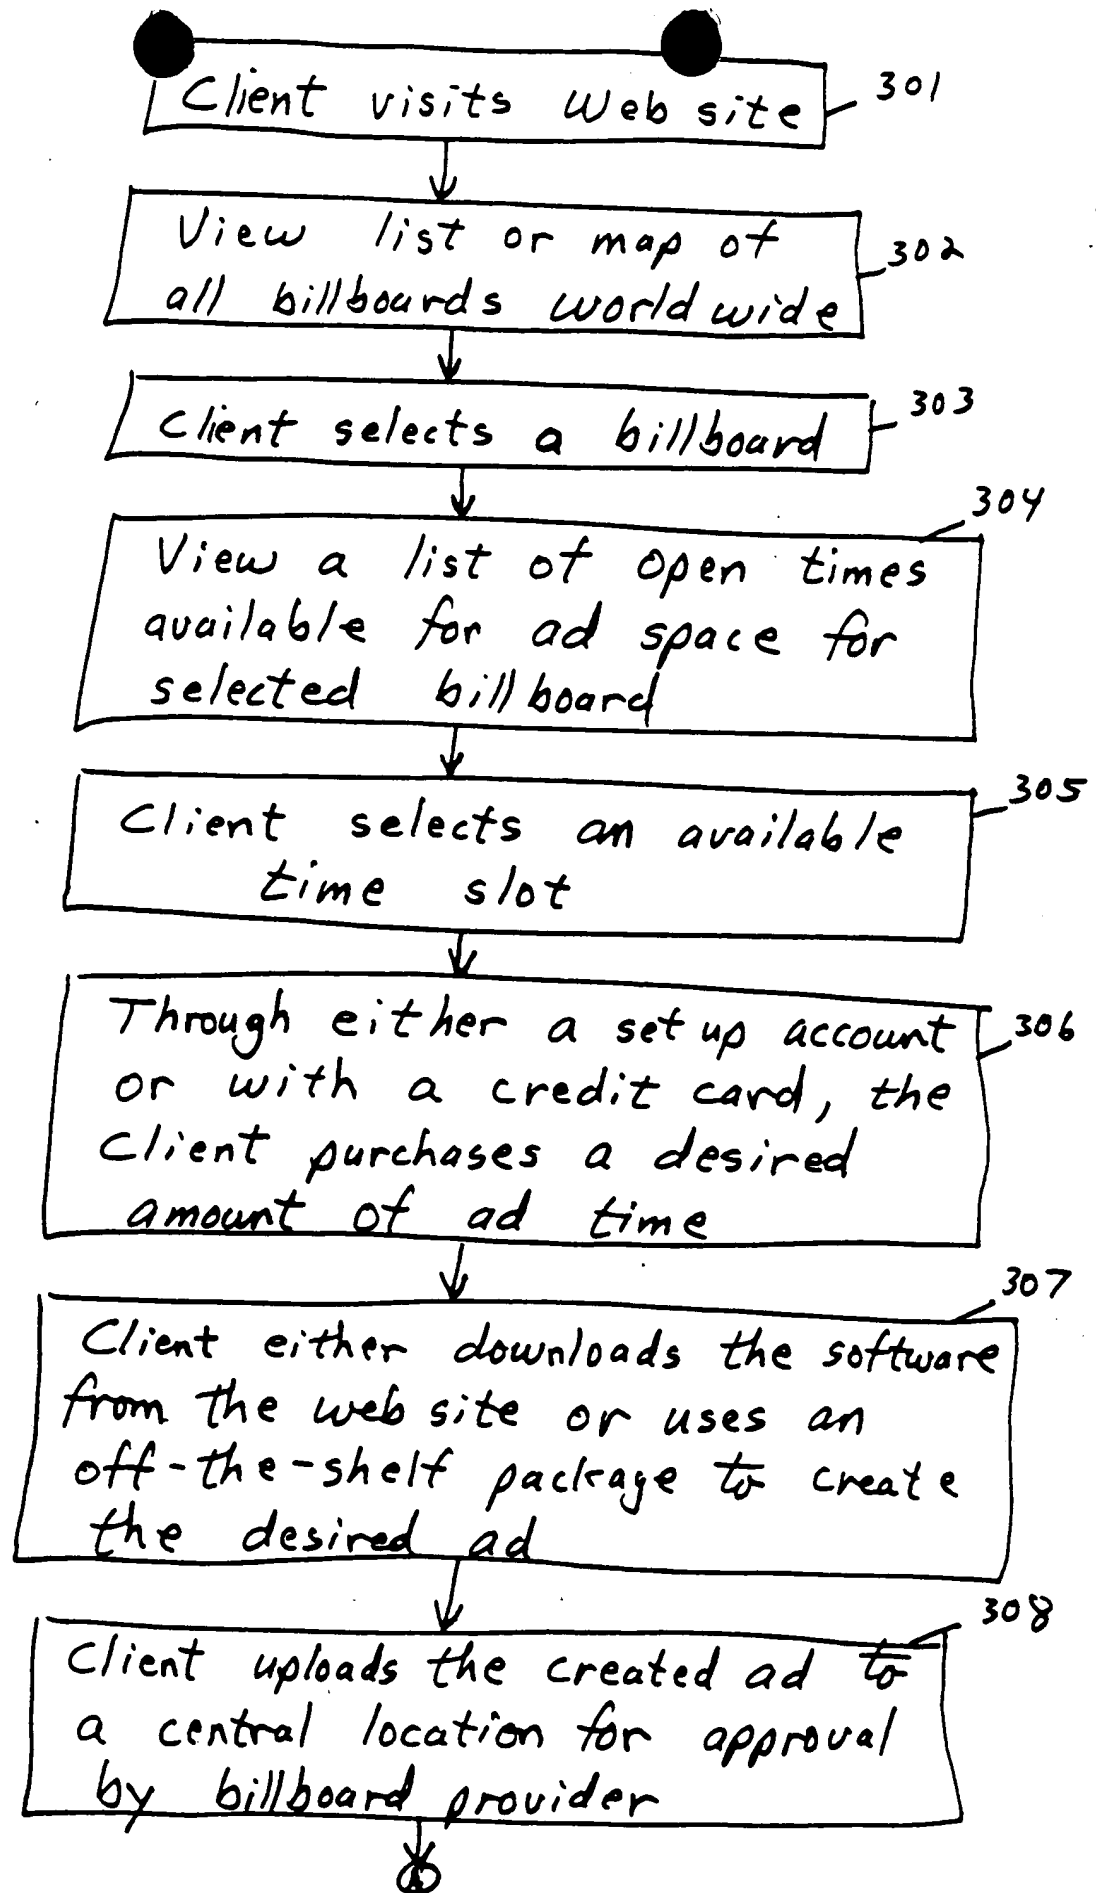 Client visits Web site
301
View list or map of
all billboards world wide
302
Client selects a billboard
303
304
View a list of open times
available for ad space for
selected billboard
305
Client selects an available
time slot
Through either a set up account
or with a credit card, the
Client purchases a desired
amount of ad time
306
307
Client either downloads the software
from the web site or uses an
off-the-shelf package to create
the desired ad
308
Client uploads the created ad to
a central location for approval
by billboard provider